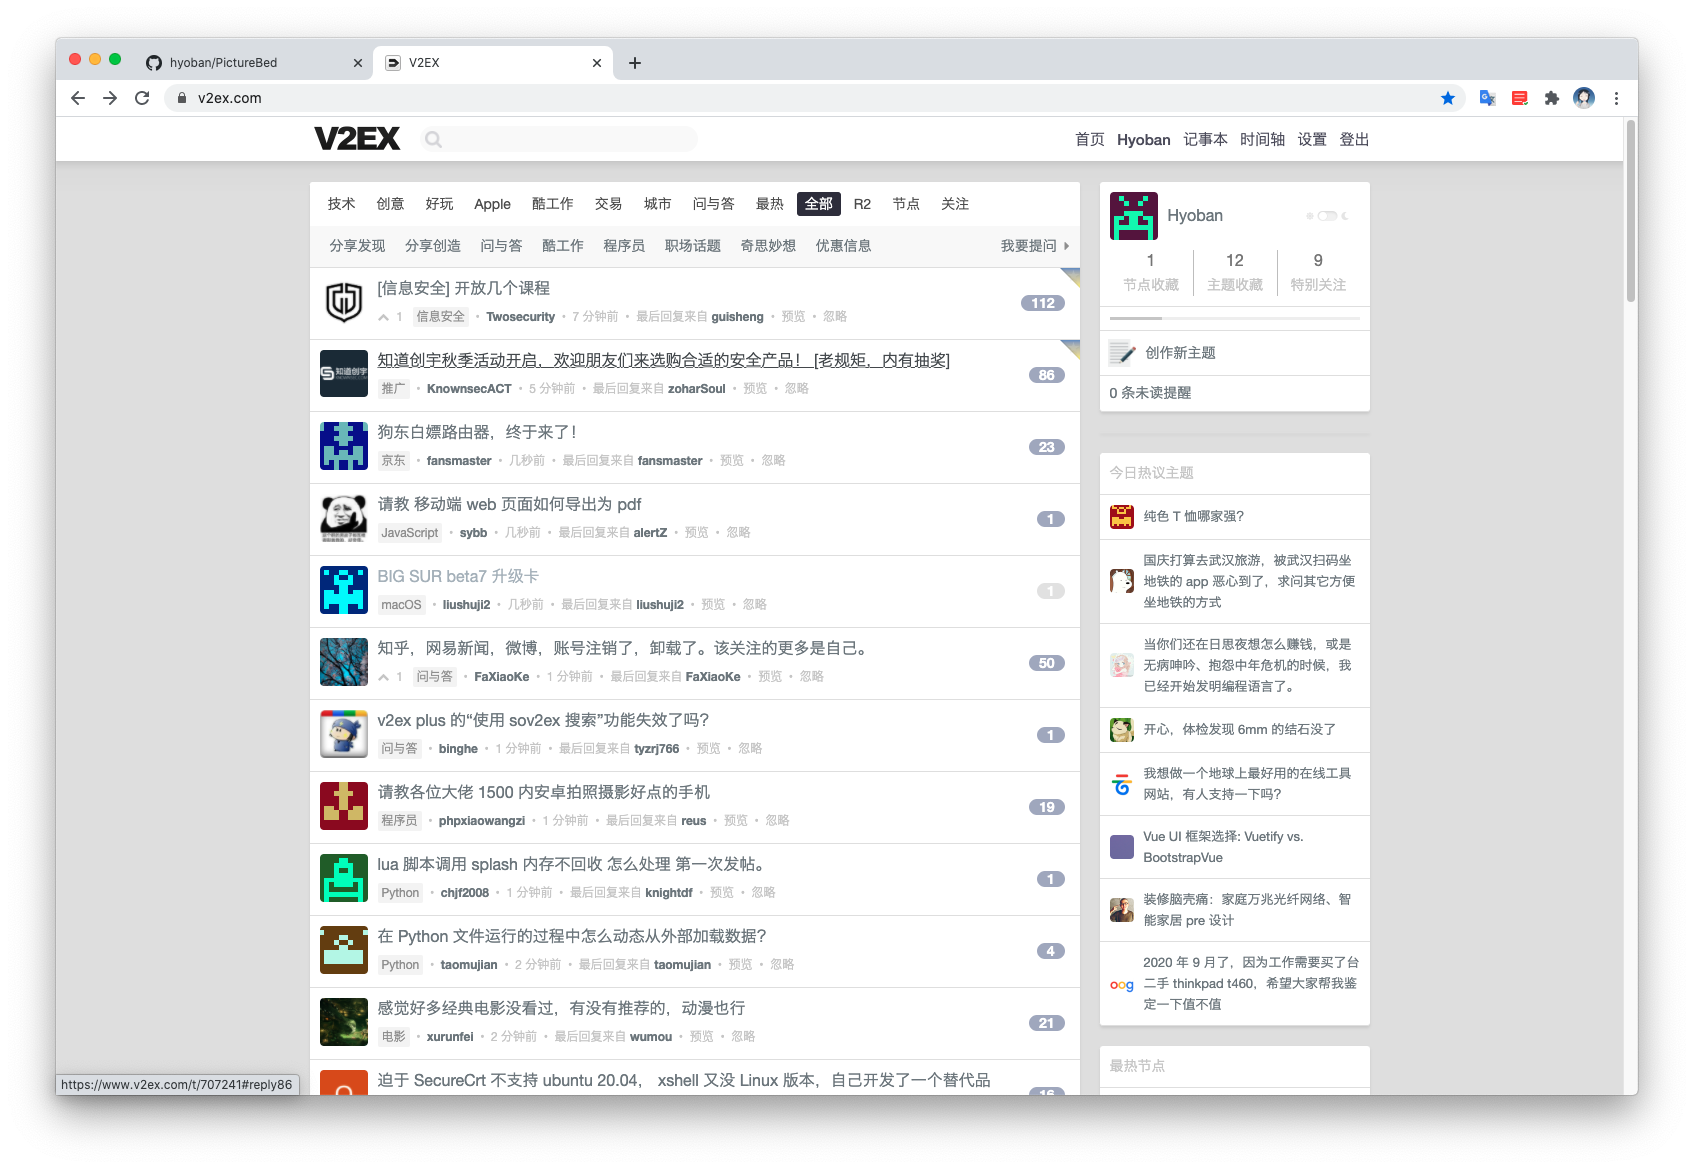 hyoban/PictureBed
V2EX
v2ex.com
V2EX
首页 Hyoban 记事本 时间轴 设置 登出
技术 创意 好玩 Apple 酷工作 交易 城市 问与答 最热 全部 R2 节点 关注
分享发现 分享创造 问与答 酷工作 程序员 职场话题 奇思妙想 优惠信息 我要提问
[信息安全] 开放几个课程
1 信息安全 • Twosecurity • 7 分钟前 • 最后回复来自 guisheng • 预览 • 忽略
112
知道创宇
知道创宇秋季活动开启，欢迎朋友们来选购合适的安全产品！ [老规矩，内有抽奖]
推广 • KnownsecACT • 5 分钟前 • 最后回复来自 zoharSoul • 预览 • 忽略
86
狗东白嫖路由器，终于来了！
京东 • fansmaster • 几秒前 • 最后回复来自 fansmaster • 预览 • 忽略
23
请教 移动端 web 页面如何导出为 pdf
JavaScript • sybb • 几秒前 • 最后回复来自 alertZ • 预览 • 忽略
1
BIG SUR beta7 升级卡
macOS • liushuji2 • 几秒前 • 最后回复来自 liushuji2 • 预览 • 忽略
1
知乎，网易新闻，微博，账号注销了，卸载了。该关注的更多是自己。
1 问与答 • FaXiaoKe • 1 分钟前 • 最后回复来自 FaXiaoKe • 预览 • 忽略
50
v2ex plus 的“使用 sov2ex 搜索”功能失效了吗？
问与答 • binghe • 1 分钟前 • 最后回复来自 tyzrj766 • 预览 • 忽略
1
请教各位大佬 1500 内安卓拍照摄影好点的手机
程序员 • phpxiaowangzi • 1 分钟前 • 最后回复来自 reus • 预览 • 忽略
19
lua 脚本调用 splash 内存不回收 怎么处理 第一次发帖。
Python • chjf2008 • 1 分钟前 • 最后回复来自 knightdf • 预览 • 忽略
1
在 Python 文件运行的过程中怎么动态从外部加载数据？
Python • taomujian • 2 分钟前 • 最后回复来自 taomujian • 预览 • 忽略
4
感觉好多经典电影没看过，有没有推荐的，动漫也行
电影 • xurunfei • 2 分钟前 • 最后回复来自 wumou • 预览 • 忽略
21
迫于 SecureCrt 不支持 ubuntu 20.04， xshell 又没 Linux 版本，自己开发了一个替代品
16
https://www.v2ex.com/t/707241#reply86
Hyoban
1 12 9
节点收藏 主题收藏 特别关注
创作新主题
0 条未读提醒
今日热议主题
纯色 T 恤哪家强？
国庆打算去武汉旅游，被武汉扫码坐
地铁的 app 恶心到了，求问其它方便
坐地铁的方式
当你们还在日思夜想怎么赚钱，或是
无病呻吟、抱怨中年危机的时候，我
已经开始发明编程语言了。
开心，体检发现 6mm 的结石没了
我想做一个地球上最好用的在线工具
网站，有人支持一下吗？
Vue UI 框架选择: Vuetify vs.
BootstrapVue
装修脑壳痛：家庭万兆光纤网络、智
能家居 pre 设计
oog
2020 年 9 月了，因为工作需要买了台
二手 thinkpad t460，希望大家帮我鉴
定一下值不值
最热节点